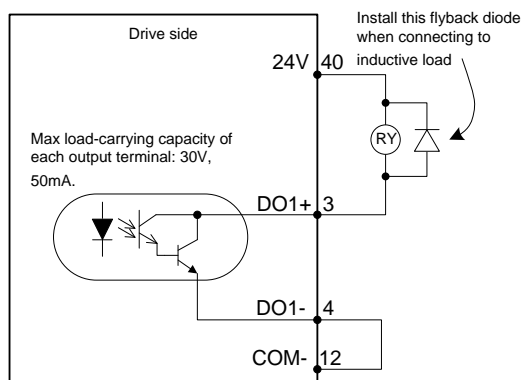 Drive side
Install this flyback diode
when connecting to
inductive load
24V 40
RY
Max load-carrying capacity of
each output terminal: 30V,
50mA.
DO1+ 3
DO1- 4
COM- 12